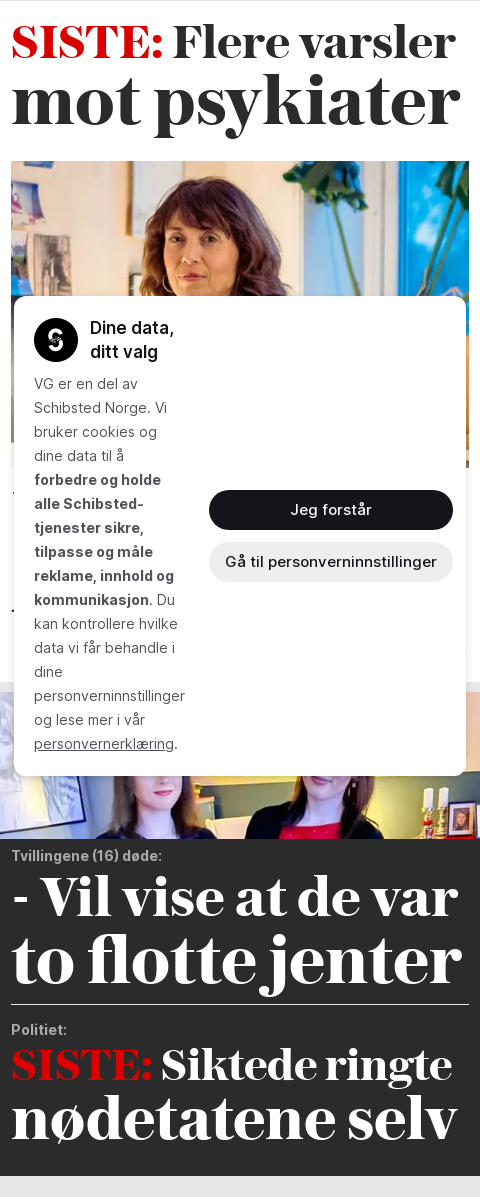 SISTE: Flere varsler
mot psykiater
Dine data,
ditt valg
VG er en del av
Schibsted Norge. Vi
bruker cookies og
dine data til å
forbedre og holde
alle Schibsted-
tjenester sikre,
tilpasse og måle
reklame, innhold og
kommunikasjon. Du
kan kontrollere hvilke
data vi får behandle i
dine
personverninnstillinger
og lese mer i vår
personvernerklæring.
Jeg forstår
Gå til personverninnstillinger
Tvillingene (16) døde:
- Vil vise at de var
to flotte jenter
Politiet:
SISTE: Siktede ringte
nødetatene selv